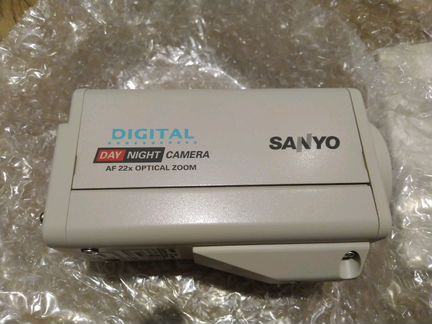 DIGITAL
DAY NIGHT CAMERA
AF 22x OPTICAL ZOOM
SANYO